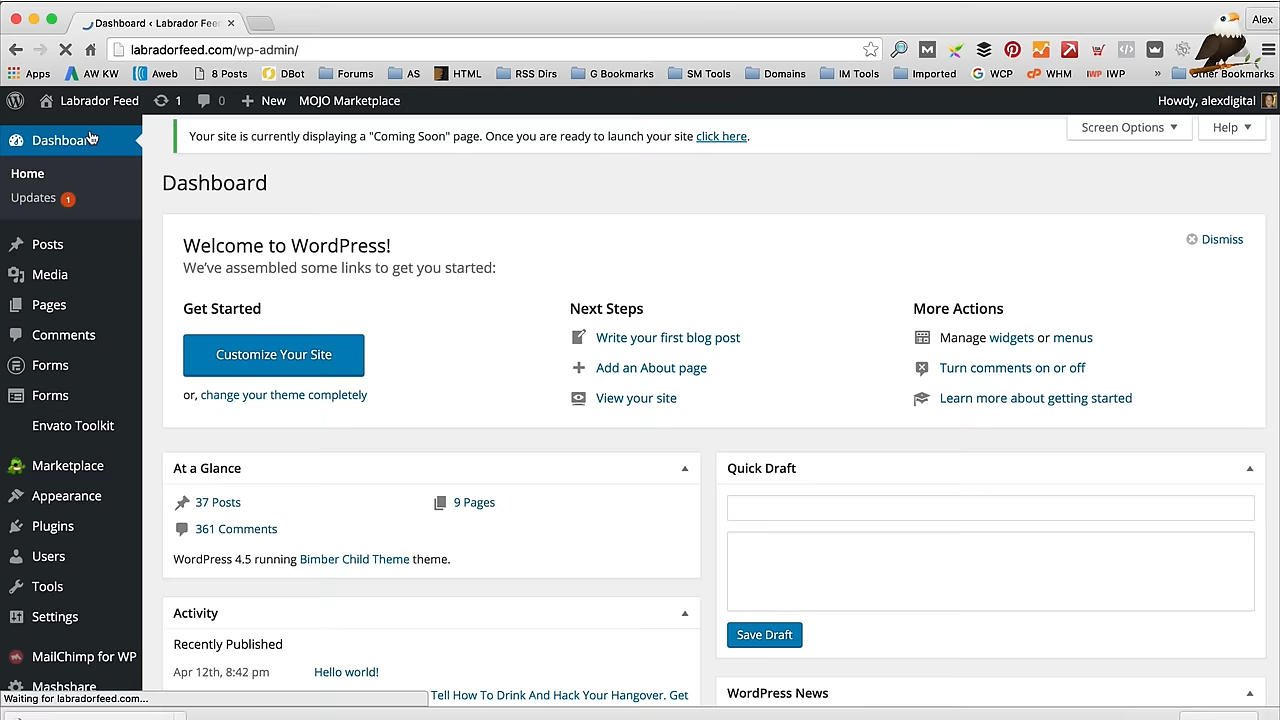 Dashboard ‹ Labrador Fee
Alex
labradorfeed.com/wp-admin/
Apps AW KW Aweb 8 Posts DBot Forums AS HTML RSS Dirs G Bookmarks SM Tools Domains IM Tools Imported WCP WHM IWP IWP » Other Bookmarks
Labrador Feed 1 0 New MOJO Marketplace
Howdy, alexdigital
Dashboard
Home
Updates 1
Posts
Media
Pages
Comments
Forms
Forms
Envato Toolkit
Marketplace
Appearance
Plugins
Users
Tools
Settings
MailChimp for WP
Mashshare
Your site is currently displaying a "Coming Soon" page. Once you are ready to launch your site click here.
Screen Options Help
Dashboard
Welcome to WordPress!
Dismiss
We've assembled some links to get you started:
Get Started
Customize Your Site
or, change your theme completely
Next Steps
Write your first blog post
Add an About page
View your site
More Actions
Manage widgets or menus
Turn comments on or off
Learn more about getting started
At a Glance
37 Posts
9 Pages
361 Comments
WordPress 4.5 running Bimber Child Theme theme.
Activity
Recently Published
Apr 12th, 8:42 pm Hello world!
Tell How To Drink And Hack Your Hangover. Get
Quick Draft
Save Draft
WordPress News
Waiting for labradorfeed.com...